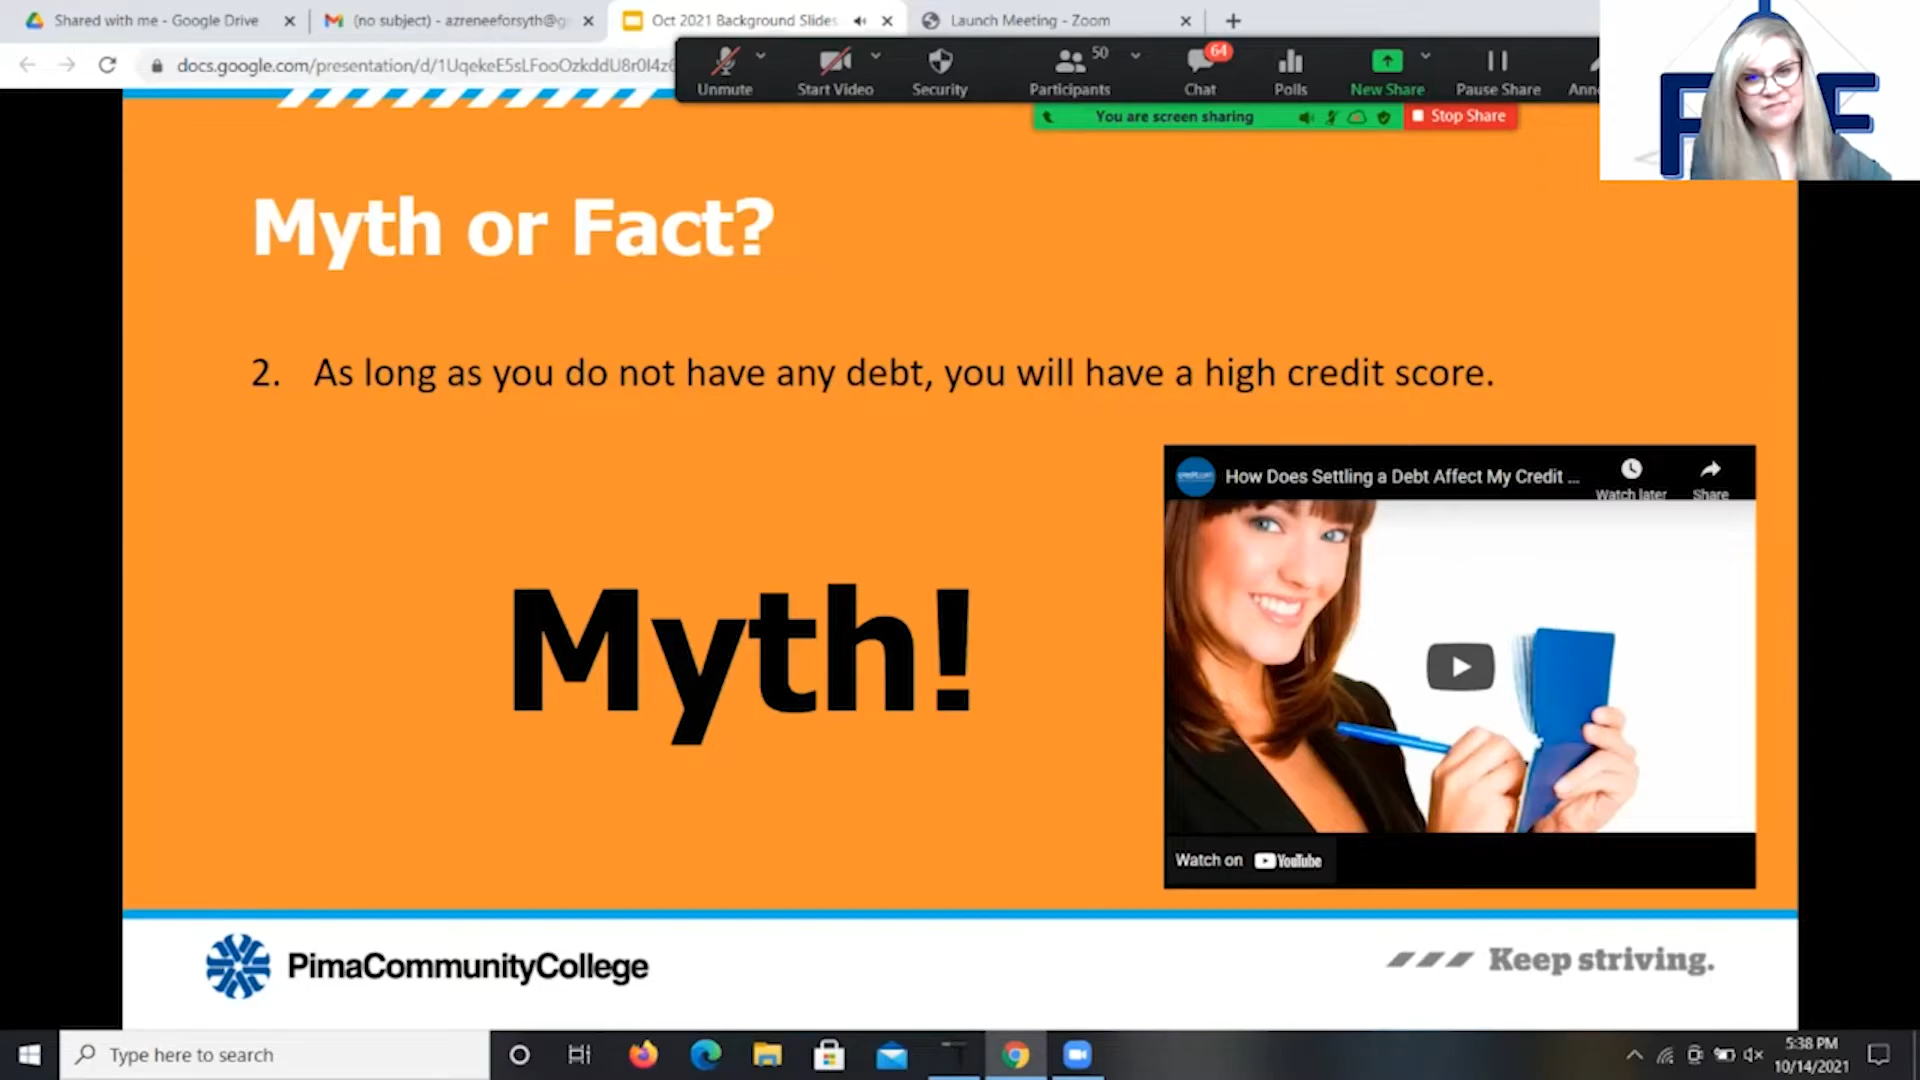 Shared with me - Google Drive
(no subject) - azreneeforsyth@g
Oct 2021 Background Slides
Launch Meeting - Zoom
docs.google.com/presentation/d/1UqekeE5sLFooOzkddU8r0l4z
Unmute
Start Video
Security
50
Participants
64
Chat
Polls
New Share
Pause Share
Ann
You are screen sharing
Stop Share
Myth or Fact?
2. As long as you do not have any debt, you will have a high credit score.
credit.com
How Does Settling a Debt Affect My Credit ...
Watch later
Share
Myth!
Watch on YouTube
PimaCommunityCollege
Keep striving.
Type here to search
5:38 PM
10/14/2021